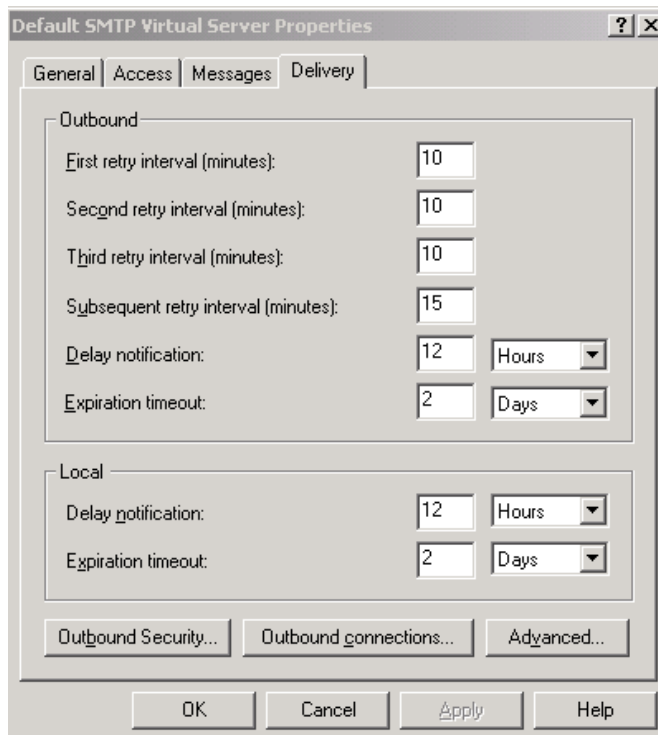 Default SMTP Virtual Server Properties ? X
General Access Messages Delivery
Outbound
First retry interval (minutes): 10
Second retry interval (minutes): 10
Third retry interval (minutes): 10
Subsequent retry interval (minutes): 15
Delay notification: 12 Hours
Expiration timeout: 2 Days
Local
Delay notification: 12 Hours
Expiration timeout: 2 Days
Outbound Security... Outbound connections... Advanced...
OK Cancel Apply Help